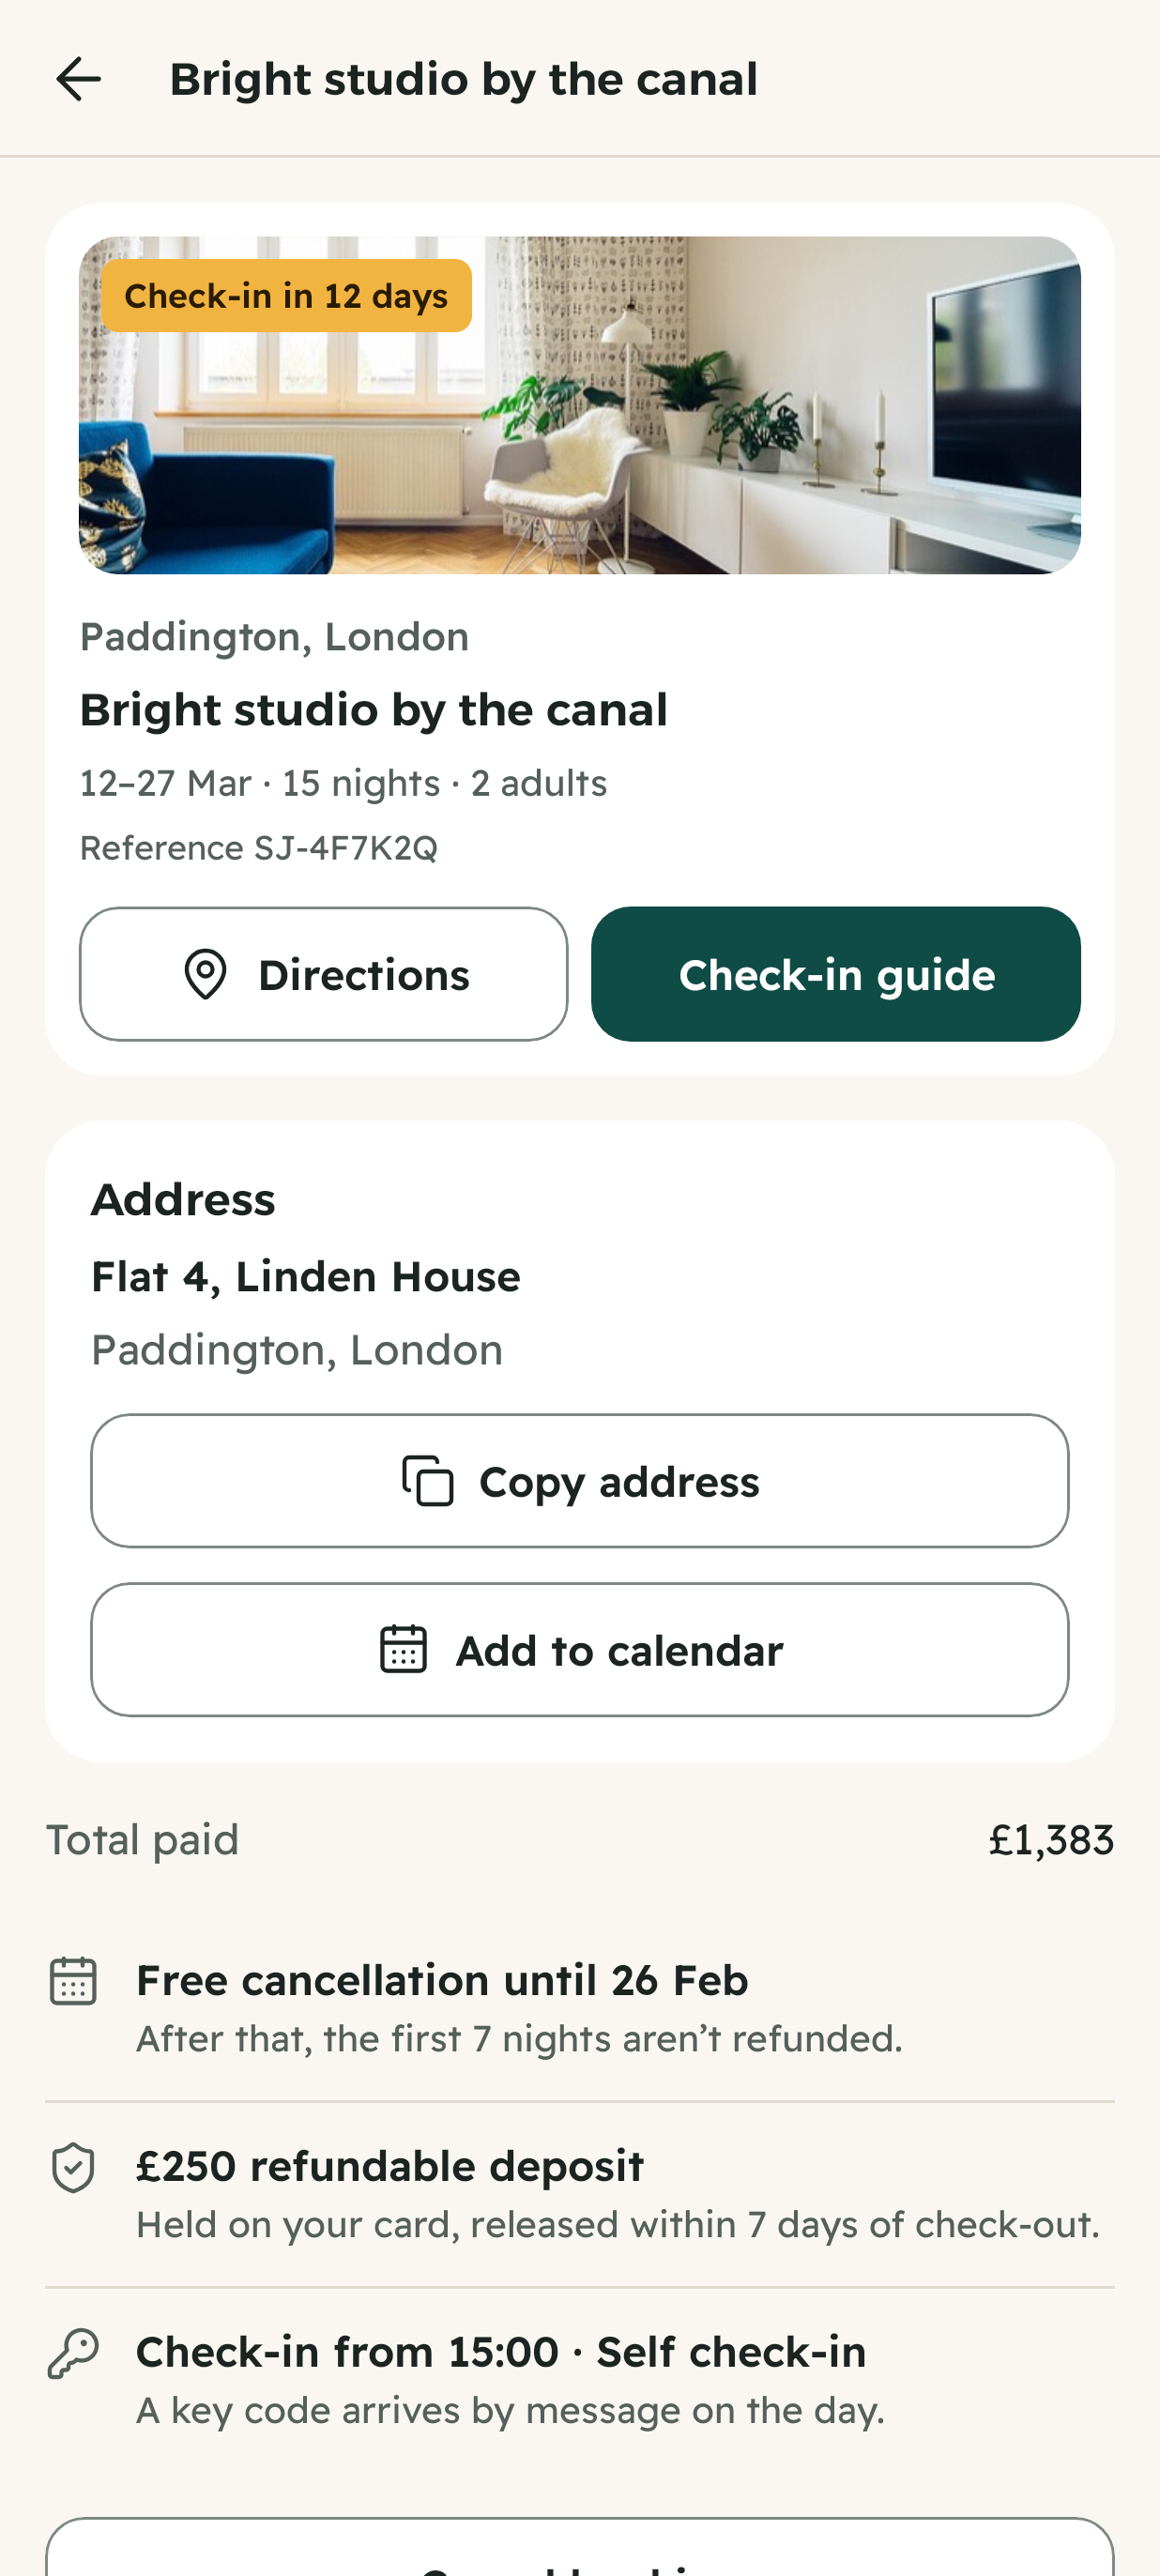 Bright studio by the canal
Check-in in 12 days
Paddington, London
Bright studio by the canal
12–27 Mar · 15 nights · 2 adults
Reference SJ-4F7K2Q
Directions
Check-in guide
Address
Flat 4, Linden House
Paddington, London
Copy address
Add to calendar
Total paid £1,383
Free cancellation until 26 Feb
After that, the first 7 nights aren’t refunded.
£250 refundable deposit
Held on your card, released within 7 days of check-out.
Check-in from 15:00 · Self check-in
A key code arrives by message on the day.